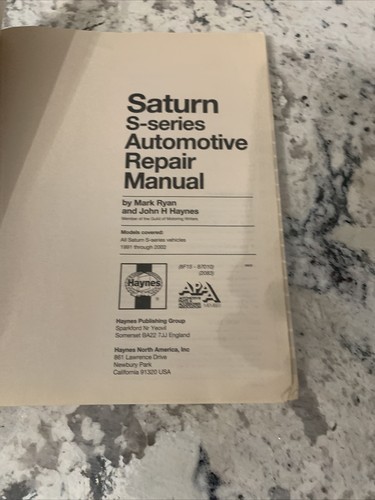 Saturn
S-series
Automotive
Repair
Manual
by Mark Ryan
and John H Haynes
Member of the Guild of Motoring Writers
Models covered:
All Saturn S-series vehicles
1991 through 2002
Haynes
(2083)
APA
Haynes Publishing Group
Sparkford Nr Yeovil
Somerset BA22 7JJ England
Haynes North America, Inc
861 Lawrence Drive
Newbury Park
California 91320 USA